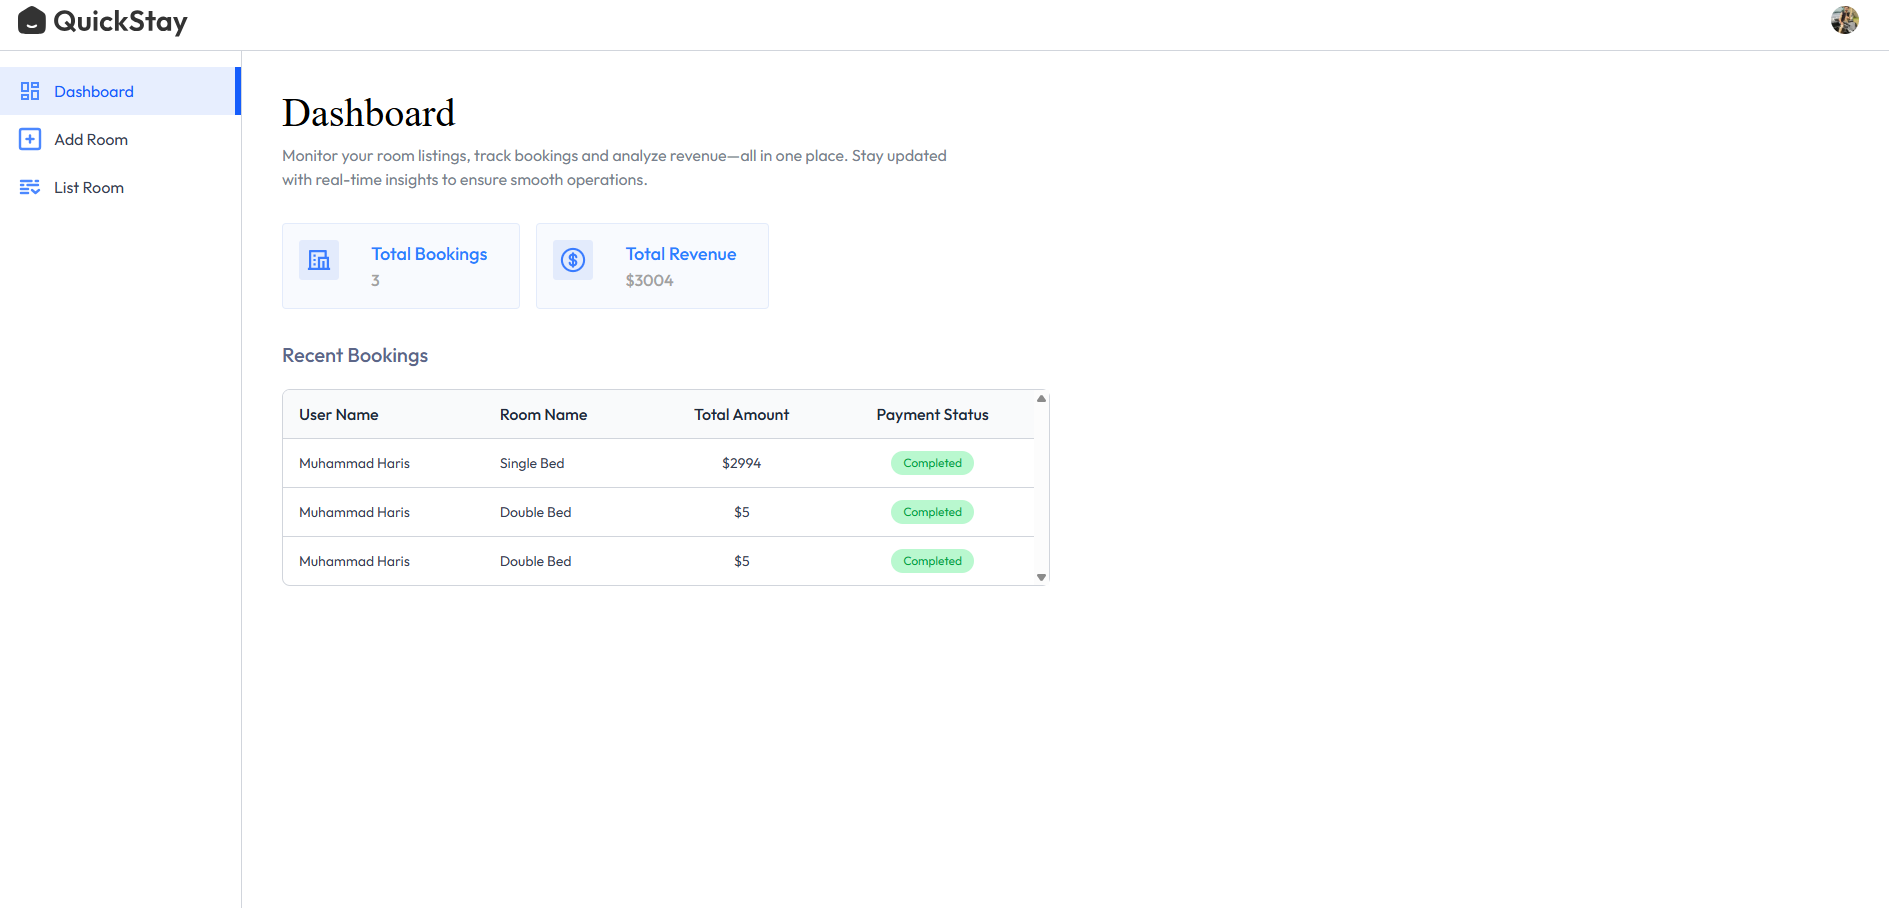 QuickStay
Dashboard
Add Room
List Room
Dashboard
Monitor your room listings, track bookings and analyze revenue—all in one place. Stay updated
with real-time insights to ensure smooth operations.
Total Bookings
3
Total Revenue
$3004
Recent Bookings
User Name Room Name Total Amount Payment Status
Muhammad Haris Single Bed $2994 Completed
Muhammad Haris Double Bed $5 Completed
Muhammad Haris Double Bed $5 Completed